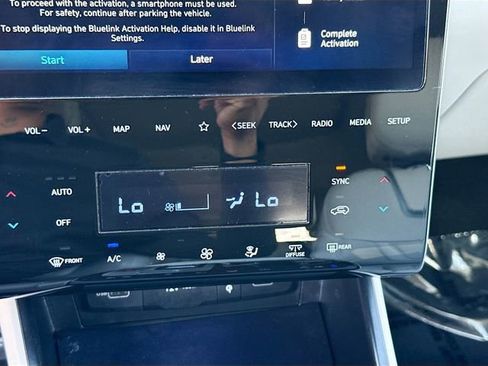 To proceed with the activation, a smartphone must be used.
For safety, continue after parking the vehicle.
To stop displaying the Bluelink Activation Help, disable it in Bluelink
Settings.
Start
Later
Complete
Activation
VOL−
VOL+
MAP
NAV
<SEEK
TRACK>
RADIO
MEDIA
SETUP
AUTO
OFF
Lo
Lo
SYNC
FRONT
A/C
DIFFUSE
REAR